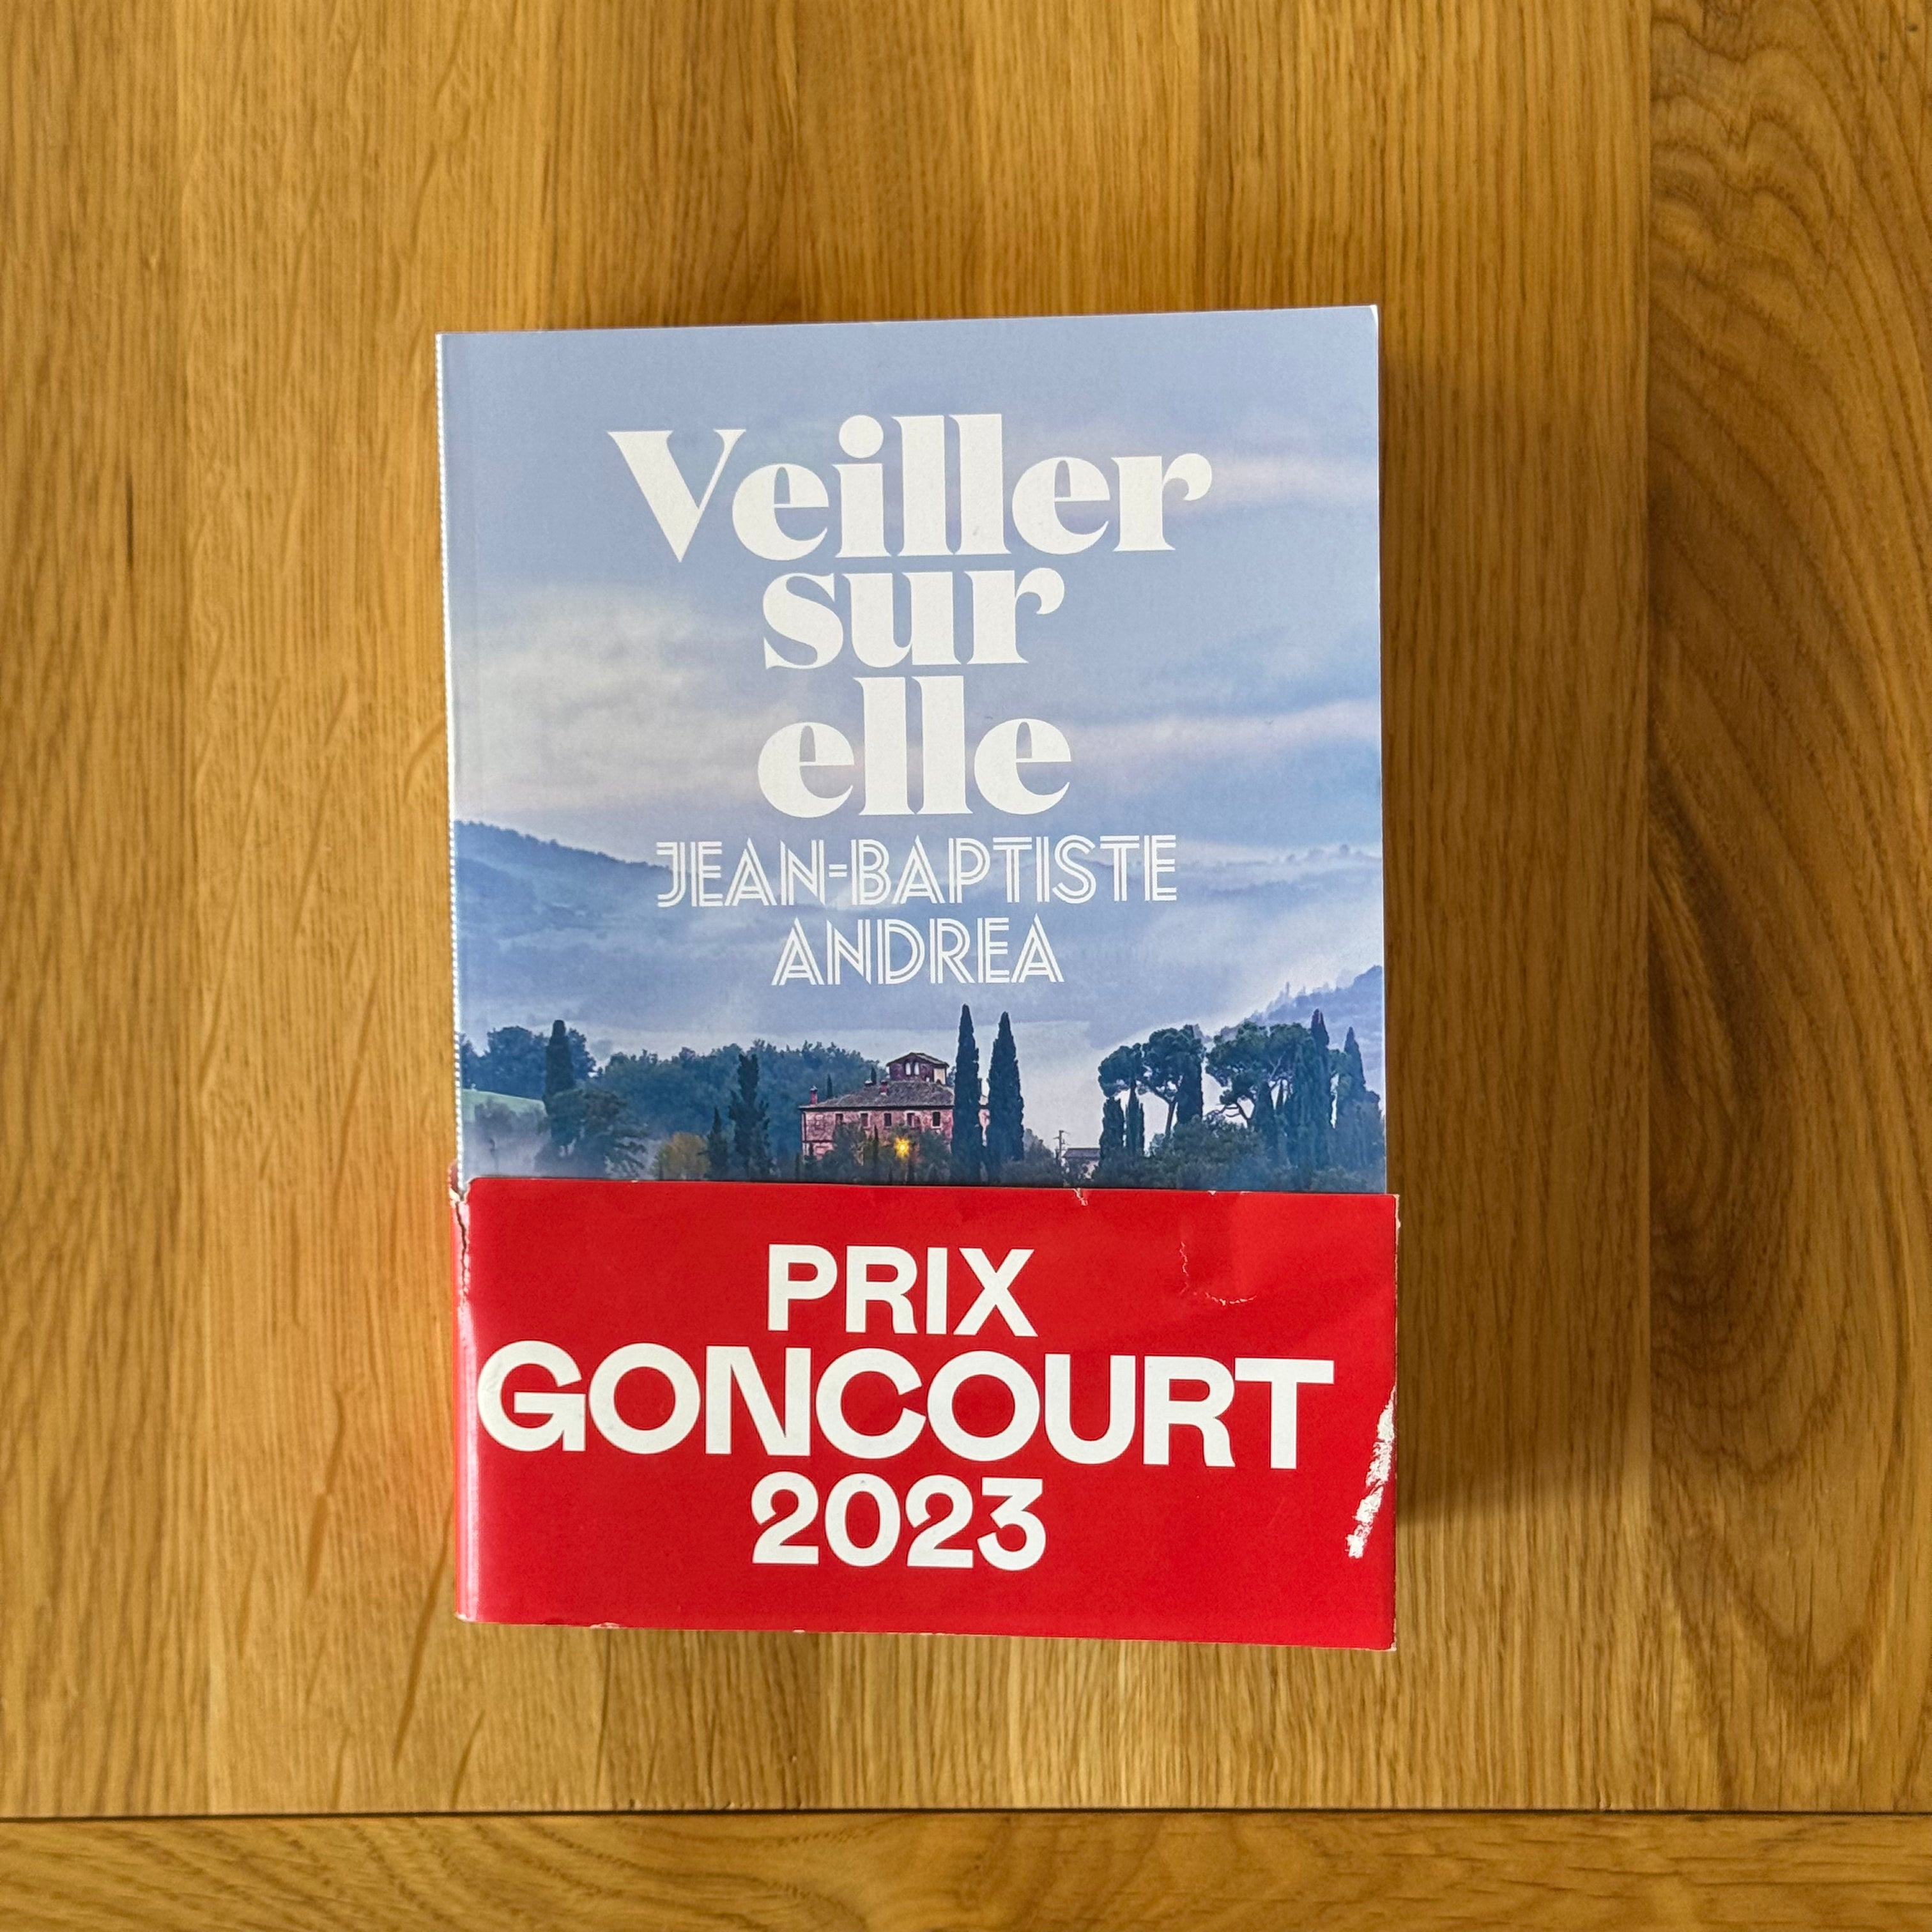 Veiller
sur
elle
JEAN-BAPTISTE
ANDREA
PRIX
GONCOURT
2023